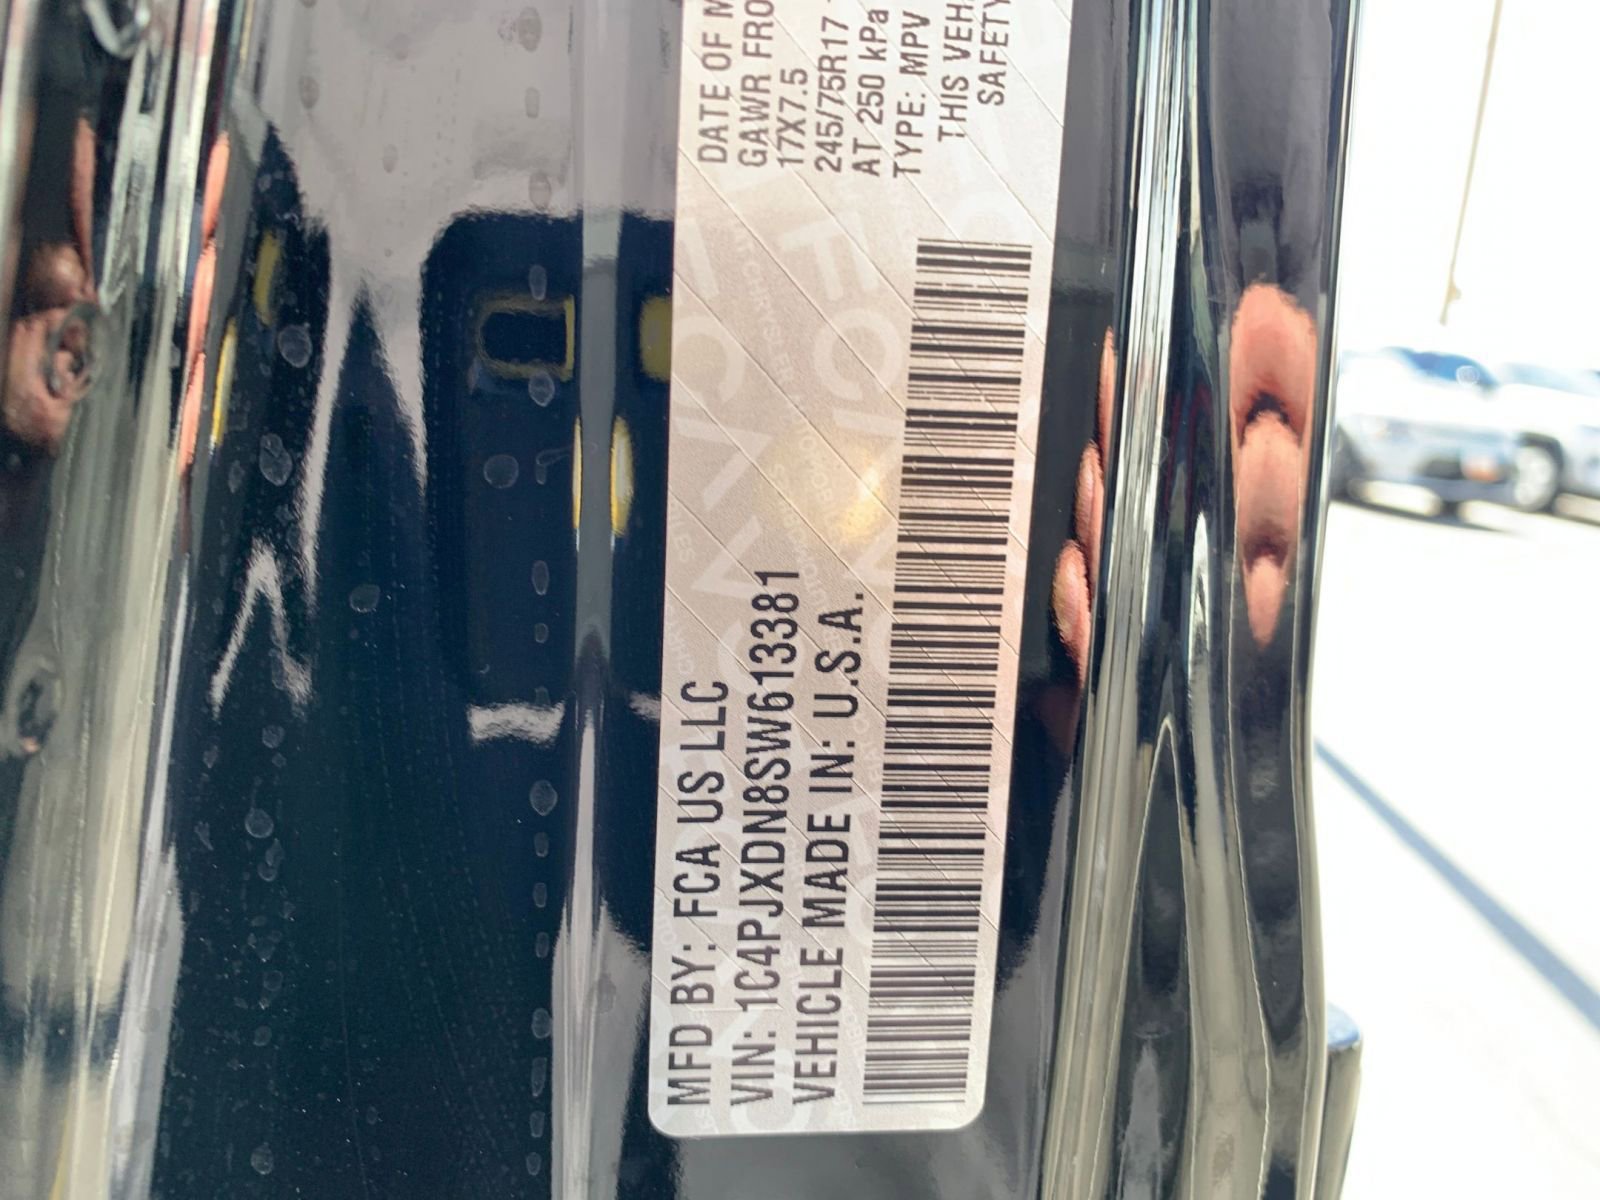 MFD BY: FCA US LLC
VIN: 1C4PJXDN8SW613381
VEHICLE MADE IN: U.S.A.
DATE OF M
GAWR FRO
17X7.5
245/75R17
AT 250 kPa
TYPE: MPV
THIS VEH
SAFETY